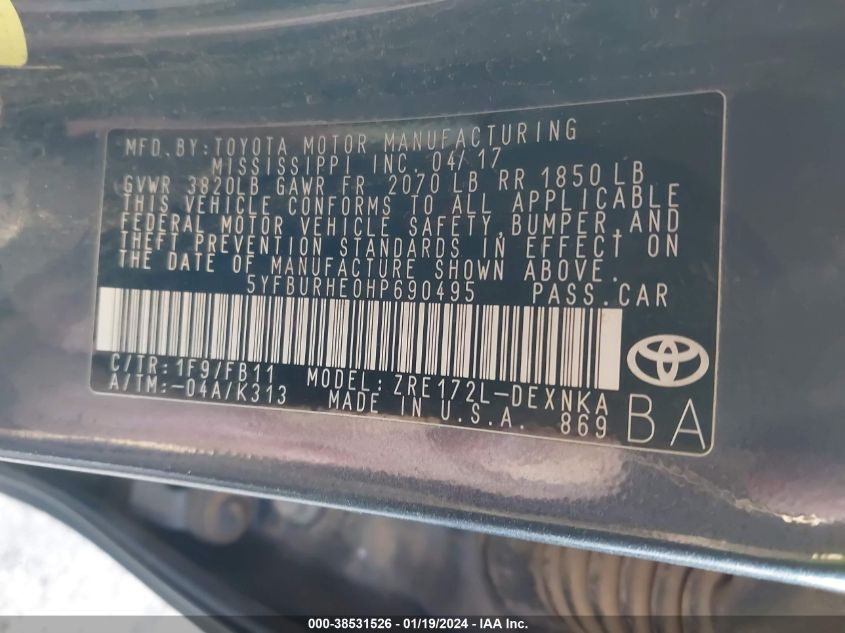 MFD.BY:TOYOTA MOTOR MANUFACTURING
MISSISSIPPI INC. 04/17
GVWR 3820LB GAWR FR 2070 LB RR 1850 LB
THIS VEHICLE CONFORMS TO ALL APPLICABLE
FEDERAL MOTOR VEHICLE SAFETY,BUMPER,AND
THEFT PREVENTION STANDARDS IN EFFECT ON
THE DATE OF MANUFACTURE SHOWN ABOVE.
5YFBURHE0HP690495 PASS.CAR
C/TR:1F9/FB11 MODEL:ZRE172L-DEXNKA
A/TM:-04A/K313 MADE IN U.S.A. 869
BA
000-38531526 - 01/19/2024 - IAA Inc.